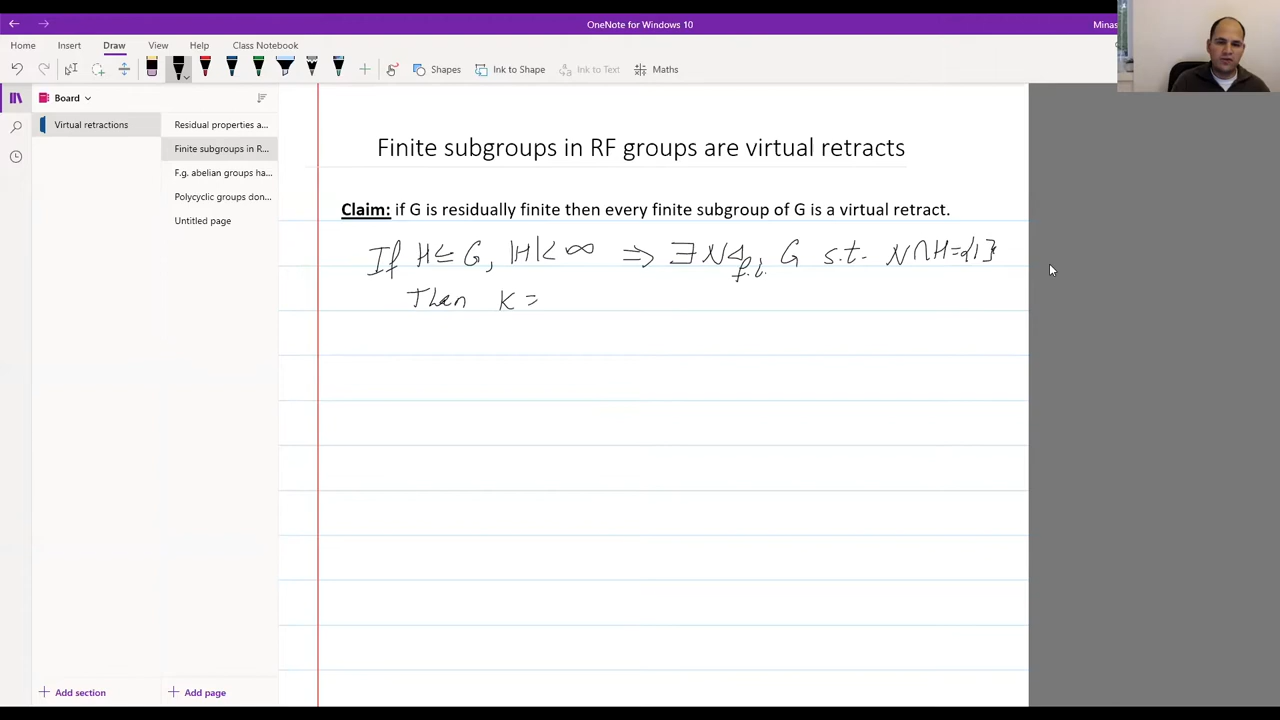 OneNote for Windows 10
Minas
Home Insert Draw View Help Class Notebook
Shapes Ink to Shape Ink to Text Maths
Board
Virtual retractions
Residual properties a...
Finite subgroups in R...
F.g. abelian groups ha...
Polycyclic groups don...
Untitled page
Finite subgroups in RF groups are virtual retracts
Claim: if G is residually finite then every finite subgroup of G is a virtual retract.
If H ≤ G, |H| < ∞ ⇒ ∃ N ⊲ f.i. G s.t. N ∩ H = {1}
Then K =
Add section Add page